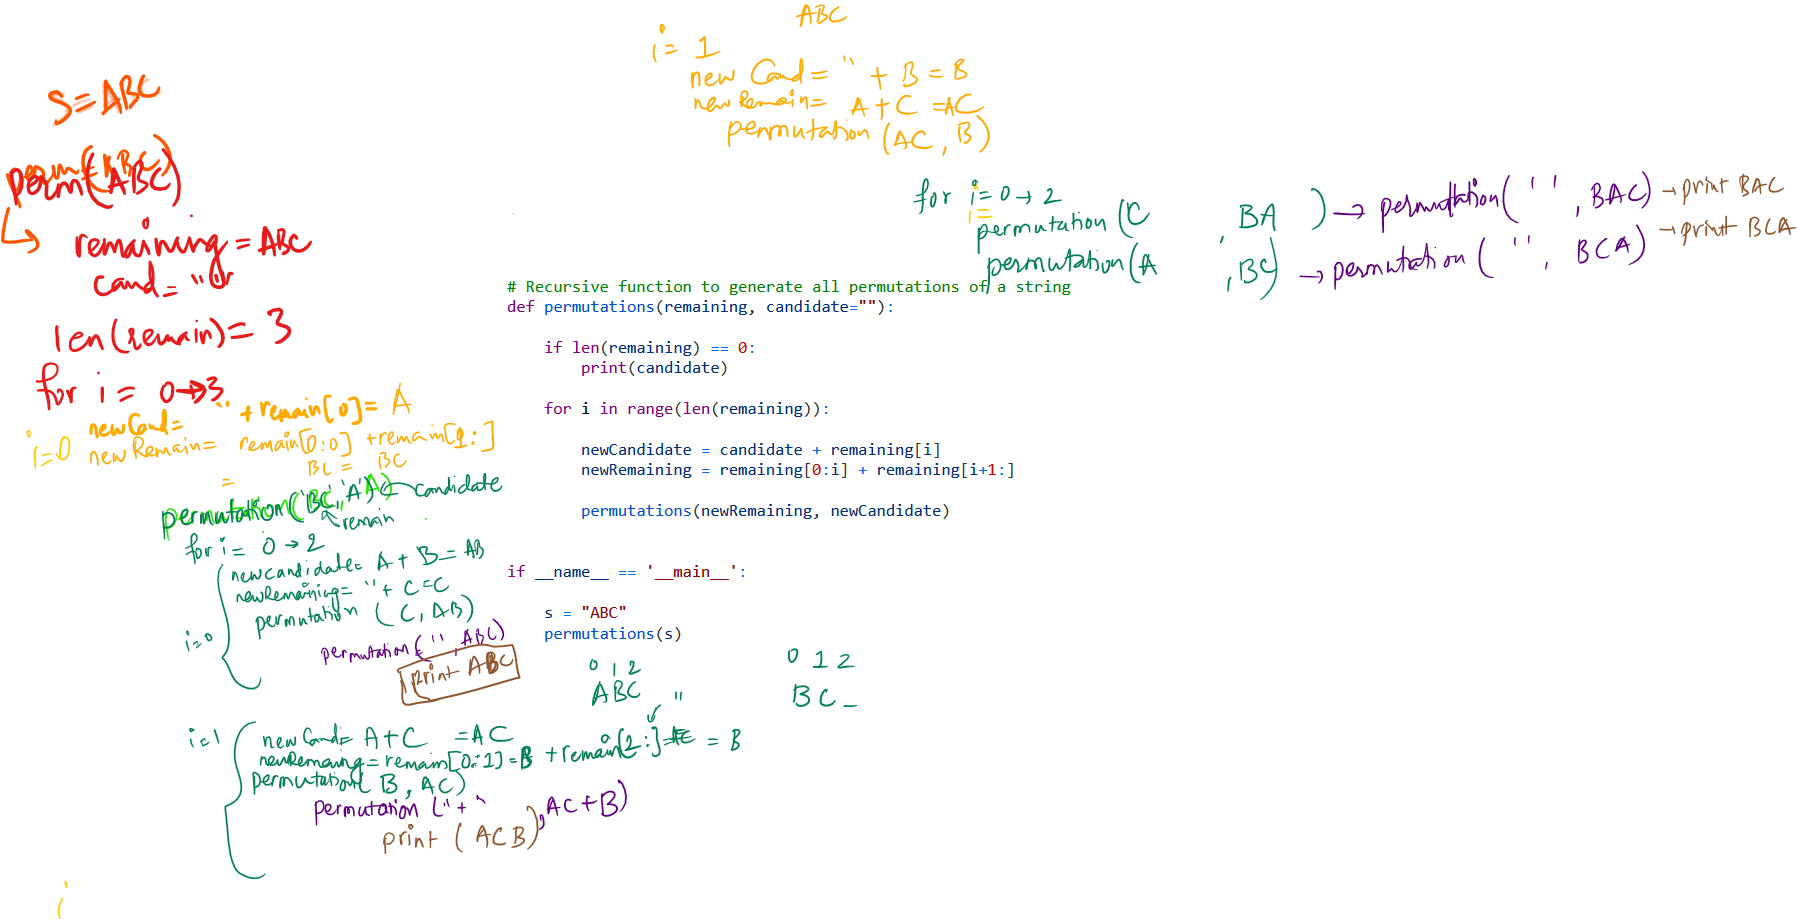 S=ABC
perm(ABC)
remaining = ABC
cand = ''
len(remain) = 3
for i = 0→3
i=0
newCand= '' + remain[0] = A
newRemain= remain[0:0] + remain[1:]
= BC = BC
permutation('BC','A') ← candidate
remain
for i = 0→2
i=0
newcandidate= A + B = AB
newRemaining= '' + C = C
permutation (C, AB)
permutation('', ABC)
print ABC
i=1
newCand= A+C = AC
newRemaing = remain[0:1] = B + remain[2:] = = B
''
permutation(B, AC)
permutation ('' + ', AC+B)
print (ACB)
i
ABC
i= 1
new Cand = '' + B = B
new Remain= A+C =AC
permutation (AC, B)
for i=0→2
i=
permutation (C , BA ) → permutation( ' ' , BAC) → print BAC
permutation(A , BC) → permutation ( '' , BCA) → print BCA
# Recursive function to generate all permutations of a string
def permutations(remaining, candidate=""):
if len(remaining) == 0:
print(candidate)
for i in range(len(remaining)):
newCandidate = candidate + remaining[i]
newRemaining = remaining[0:i] + remaining[i+1:]
permutations(newRemaining, newCandidate)
if __name__ == '__main__':
s = "ABC"
permutations(s)
0 1 2
ABC
0 1 2
B C _